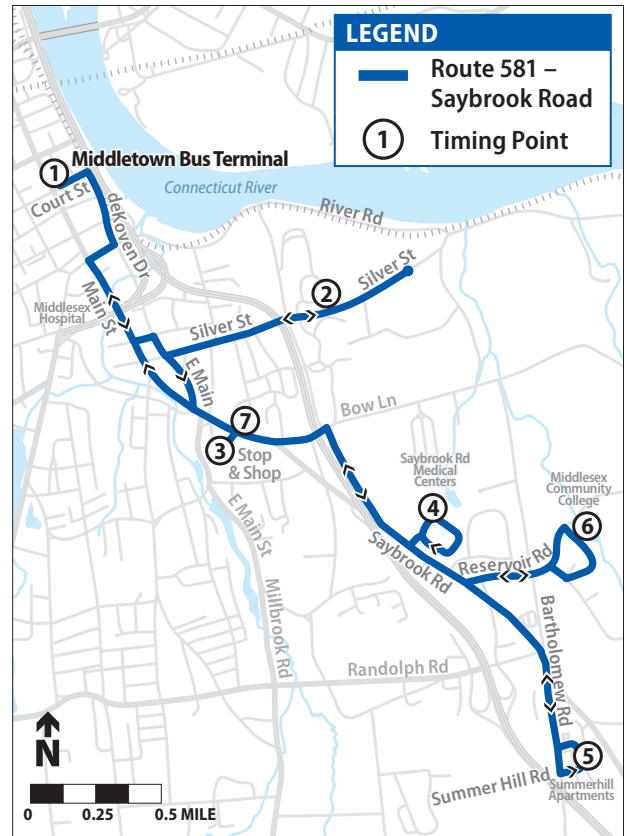 LEGEND
Route 581 –
Saybrook Road
1 Timing Point
1 Middletown Bus Terminal
Court St
Connecticut River
River Rd
deKoven Dr
2
Silver St
Main St
Middlesex
Hospital
Silver St
E Main
Bow Ln
7
3
Stop
& Shop
Saybrook Rd
Medical
Centers
4
Middlesex
Community
College
6
E Main St
Saybrook Rd
Reservoir Rd
Millbrook Rd
Bartholomew Rd
Randolph Rd
5
Summer Hill Rd
Summerhill
Apartments
N
0 0.25 0.5 MILE